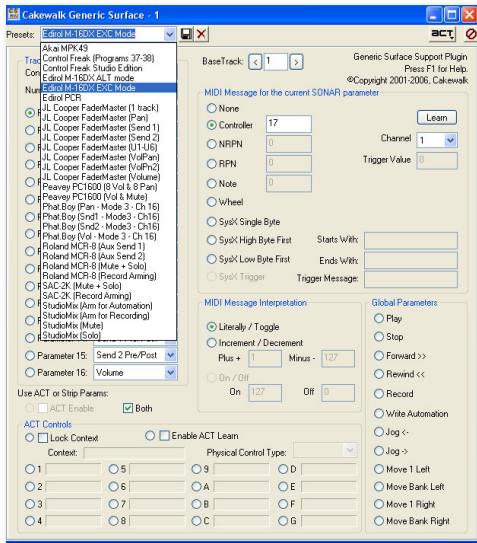 Cakewalk Generic Surface - 1
Presets: Edirol M-16DX EXC Mode
ACT
Akai MPK49
Control Freak (Programs 37-38)
Control Freak Studio Edition
Edirol M-16DX ALT mode
Edirol M-16DX EXC Mode
Edirol PCR
JL Cooper FaderMaster (1 track)
JL Cooper FaderMaster (Pan)
JL Cooper FaderMaster (Send 1)
JL Cooper FaderMaster (Send 2)
JL Cooper FaderMaster (U1-U6)
JL Cooper FaderMaster (VolPan)
JL Cooper FaderMaster (VolPn2)
JL Cooper FaderMaster (Volume)
Peavey PC1600 (8 Vol & 8 Pan)
Peavey PC1600 (Vol & Mute)
Phat.Boy (Pan - Mode 3 - Ch 16)
Phat.Boy (Snd1 - Mode3 - Ch16)
Phat.Boy (Snd2 - Mode3 - Ch16)
Phat.Boy (Vol - Mode 3 - Ch 16)
Roland MCR-8 (Aux Send 1)
Roland MCR-8 (Aux Send 2)
Roland MCR-8 (Mute + Solo)
Roland MCR-8 (Record Arming)
SAC-2K (Mute + Solo)
SAC-2K (Record Arming)
StudioMix (Arm for Automation)
StudioMix (Arm for Recording)
StudioMix (Mute)
StudioMix (Solo)
Parameter 15: Send 2 Pre/Post
Parameter 16: Volume
Use ACT or Strip Params:
ACT Enable Both
BaseTrack: < 1 >
Generic Surface Support Plugin
Press F1 for Help.
©Copyright 2001-2006, Cakewalk
MIDI Message for the current SONAR parameter
None
Controller 17
Learn
NRPN 0
Channel 1
RPN 0
Trigger Value 0
Note 0
Wheel
SysX Single Byte
SysX High Byte First Starts With:
SysX Low Byte First Ends With:
SysX Trigger Trigger Message:
MIDI Message Interpretation
Literally / Toggle
Increment / Decrement
Plus + 1 Minus - 127
On / Off
On 127 Off 0
Global Parameters
Play
Stop
Forward >>
Rewind <<
Record
Write Automation
Jog <-
Jog ->
Move 1 Left
Move Bank Left
Move 1 Right
Move Bank Right
ACT Controls
Lock Context Enable ACT Learn
Context: Physical Control Type:
1 5 9 D
2 6 A E
3 7 B F
4 8 C G